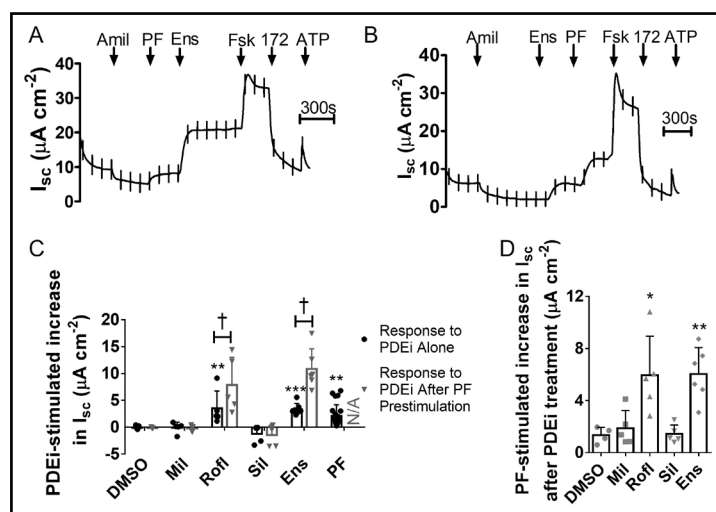 A
Amil PF Ens Fsk 172 ATP
40
30
20
10
0
Isc (μA cm-2)
300s
B
Amil Ens PF Fsk 172 ATP
40
30
20
10
0
Isc (μA cm-2)
300s
C
PDEi-stimulated increase
in Isc (μA cm-2)
20
15
10
5
0
-5
** † *** † **
N/A
DMSO Mil Rofl Sil Ens PF
Response to
PDEi Alone
Response to
PDEi After PF
Prestimulation
D
PF-stimulated increase in Isc
after PDEi treatment (μA cm-2)
12
8
4
0
* **
DMSO Mil Rofl Sil Ens